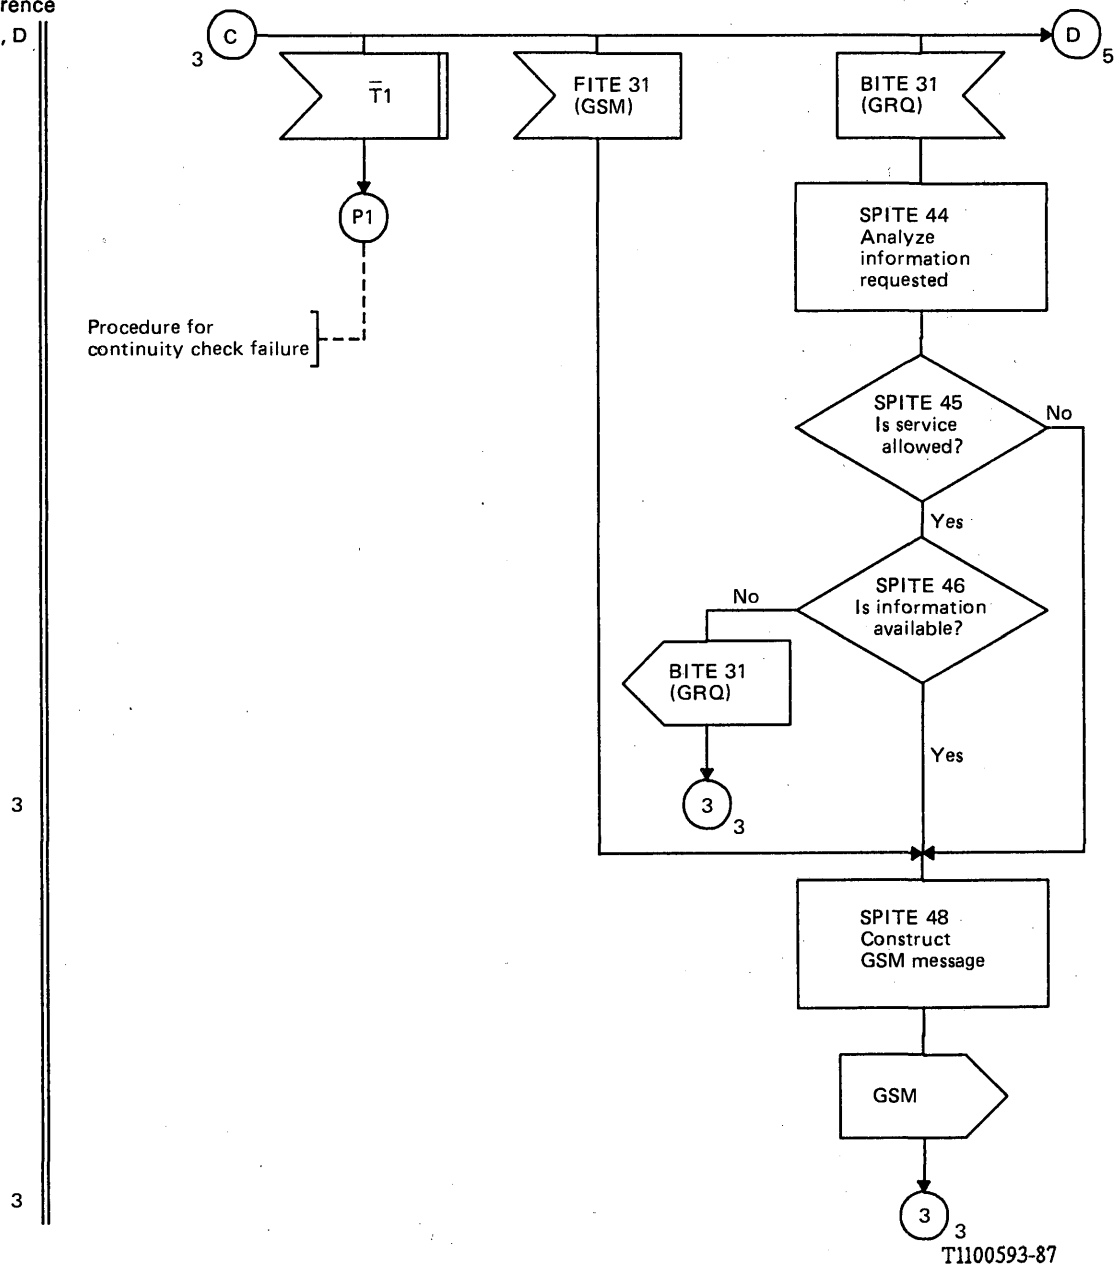 rence
, D
C
3
D
5
T̅1
FITE 31
(GSM)
BITE 31
(GRQ)
P1
SPITE 44
Analyze
information
requested
Procedure for
continuity check failure
SPITE 45
Is service
allowed?
No
Yes
SPITE 46
Is information
available?
No
BITE 31
(GRQ)
Yes
3
3
3
SPITE 48
Construct
GSM message
GSM
3
3
3
T1100593-87